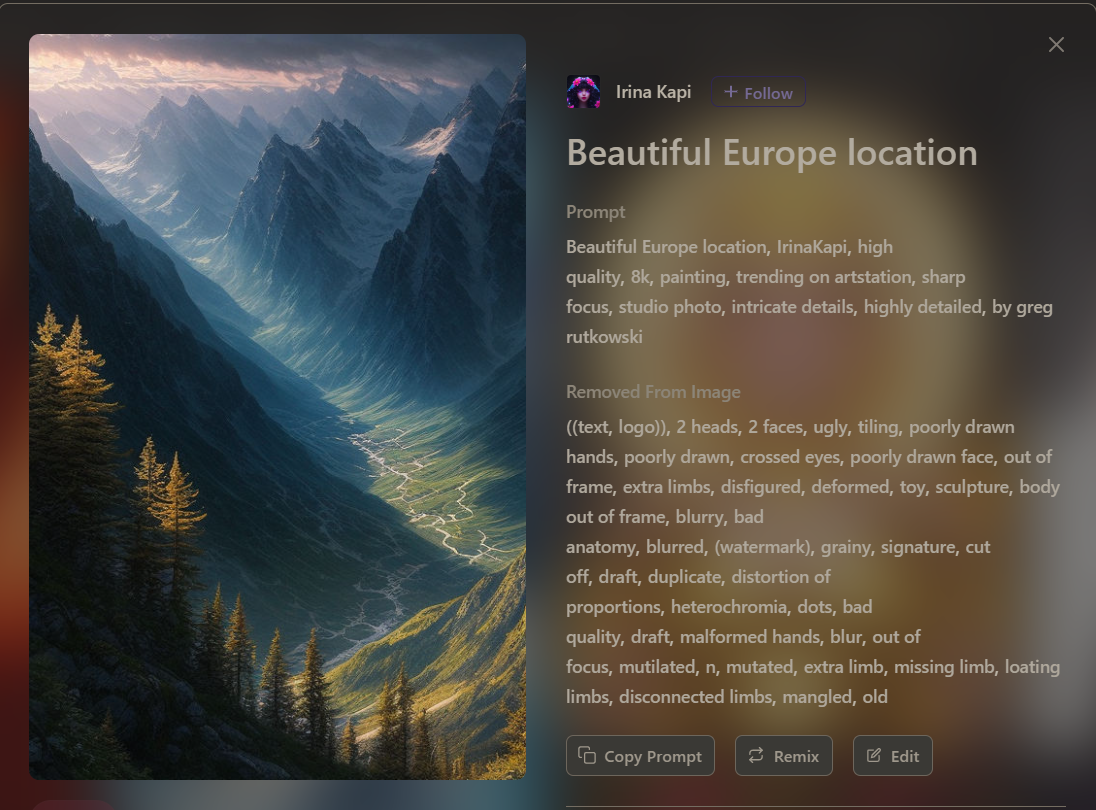 Irina Kapi
Follow
Beautiful Europe location
Prompt
Beautiful Europe location, IrinaKapi, high
quality, 8k, painting, trending on artstation, sharp
focus, studio photo, intricate details, highly detailed, by greg
rutkowski
Removed From Image
((text, logo)), 2 heads, 2 faces, ugly, tiling, poorly drawn
hands, poorly drawn, crossed eyes, poorly drawn face, out of
frame, extra limbs, disfigured, deformed, toy, sculpture, body
out of frame, blurry, bad
anatomy, blurred, (watermark), grainy, signature, cut
off, draft, duplicate, distortion of
proportions, heterochromia, dots, bad
quality, draft, malformed hands, blur, out of
focus, mutilated, n, mutated, extra limb, missing limb, loating
limbs, disconnected limbs, mangled, old
Copy Prompt Remix Edit